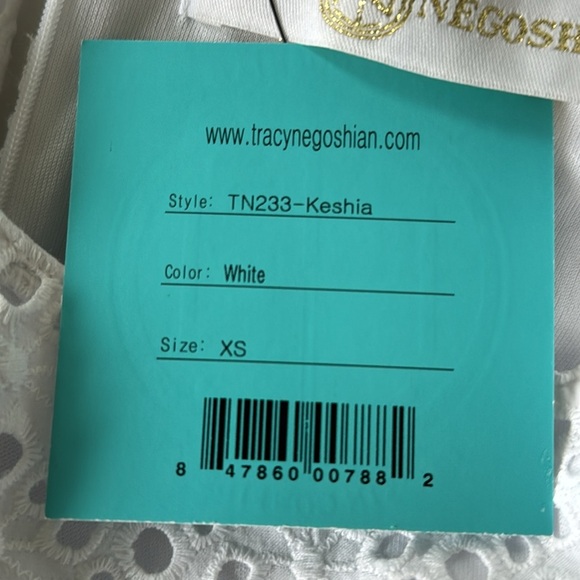 NEGOSH
www.tracynegoshian.com
Style: TN233-Keshia
Color: White
Size: XS
8 47860 00788 2